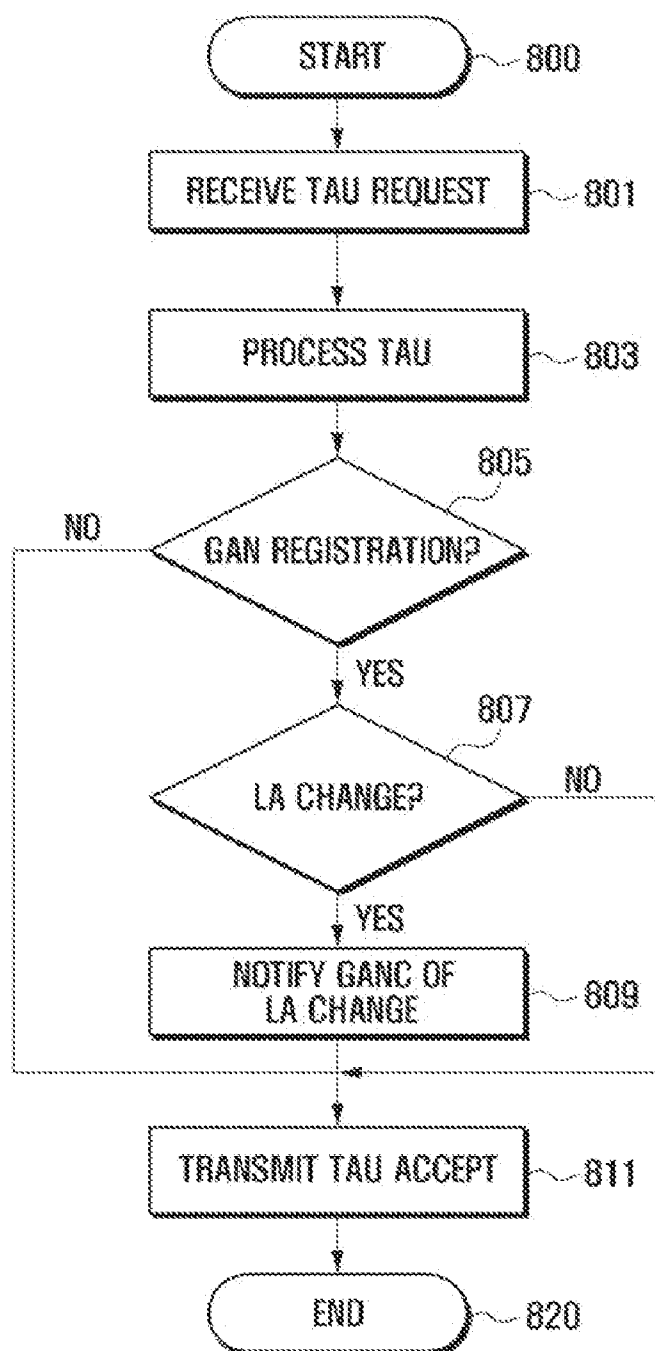 START
800
RECEIVE TAU REQUEST
801
PROCESS TAU
803
805
NO
GAN REGISTRATION?
YES
807
LA CHANGE?
NO
YES
NOTIFY GANC OF
LA CHANGE
809
TRANSMIT TAU ACCEPT
811
END
820